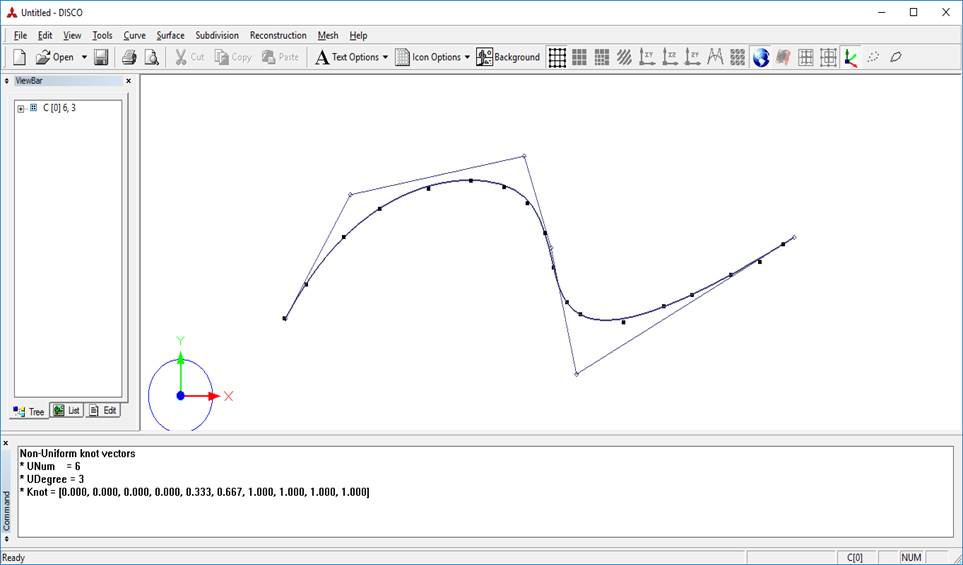 Untitled - DISCO
File Edit View Tools Curve Surface Subdivision Reconstruction Mesh Help
Open Cut Copy Paste A Text Options Icon Options Background
ViewBar
C [0] 6, 3
Y
X
Tree List Edit
Non-Uniform knot vectors
* UNum = 6
* UDegree = 3
* Knot = [0.000, 0.000, 0.000, 0.000, 0.333, 0.667, 1.000, 1.000, 1.000, 1.000]
Command
Ready C[0] NUM